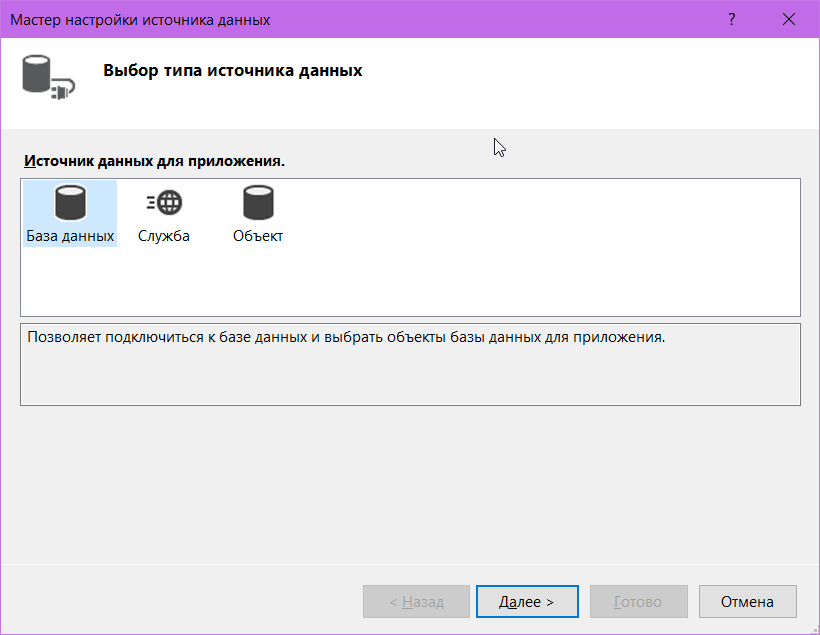 Мастер настройки источника данных
?
Выбор типа источника данных
Источник данных для приложения.
База данных
Служба
Объект
Позволяет подключиться к базе данных и выбрать объекты базы данных для приложения.
< Назад
Далее >
Готово
Отмена